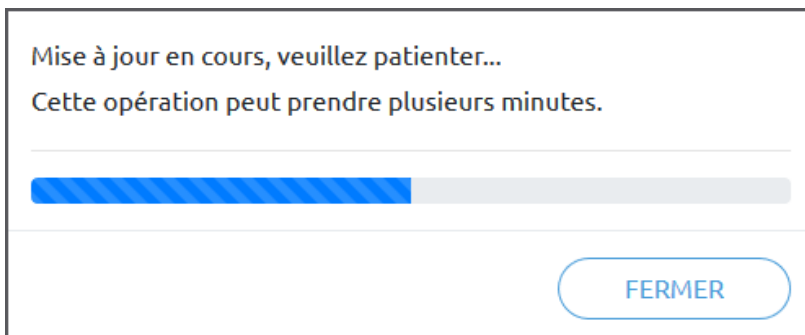 Mise à jour en cours, veuillez patienter...
Cette opération peut prendre plusieurs minutes.
FERMER